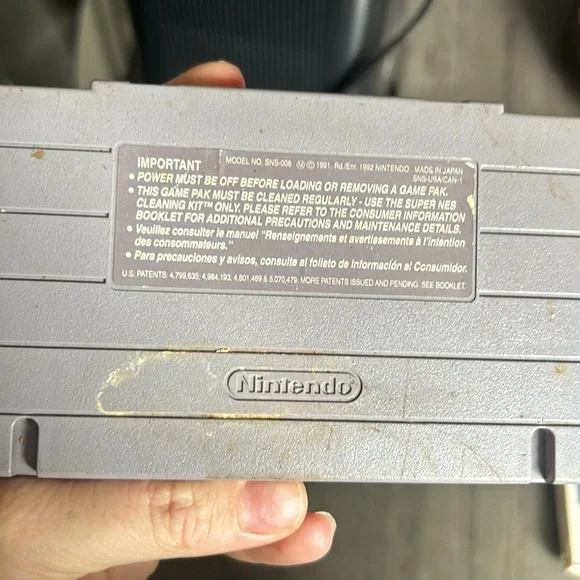 IMPORTANT MODEL NO. SNS-006 Ⓜ © 1991, Rd./Enr. 1992 NINTENDO MADE IN JAPAN
SNS-USA/CAN-1
• POWER MUST BE OFF BEFORE LOADING OR REMOVING A GAME PAK.
• THIS GAME PAK MUST BE CLEANED REGULARLY - USE THE SUPER NES
CLEANING KIT™ ONLY. PLEASE REFER TO THE CONSUMER INFORMATION
BOOKLET FOR ADDITIONAL PRECAUTIONS AND MAINTENANCE DETAILS.
• Veuillez consulter le manuel "Renseignements et avertissements à l'intention
des consommateurs."
• Para precauciones y avisos, consulte al folleto de Información al Consumidor.
U.S. PATENTS: 4,799,635; 4,984,193; 4,801,489 & 5,070,479, MORE PATENTS ISSUED AND PENDING. SEE BOOKLET.
Nintendo